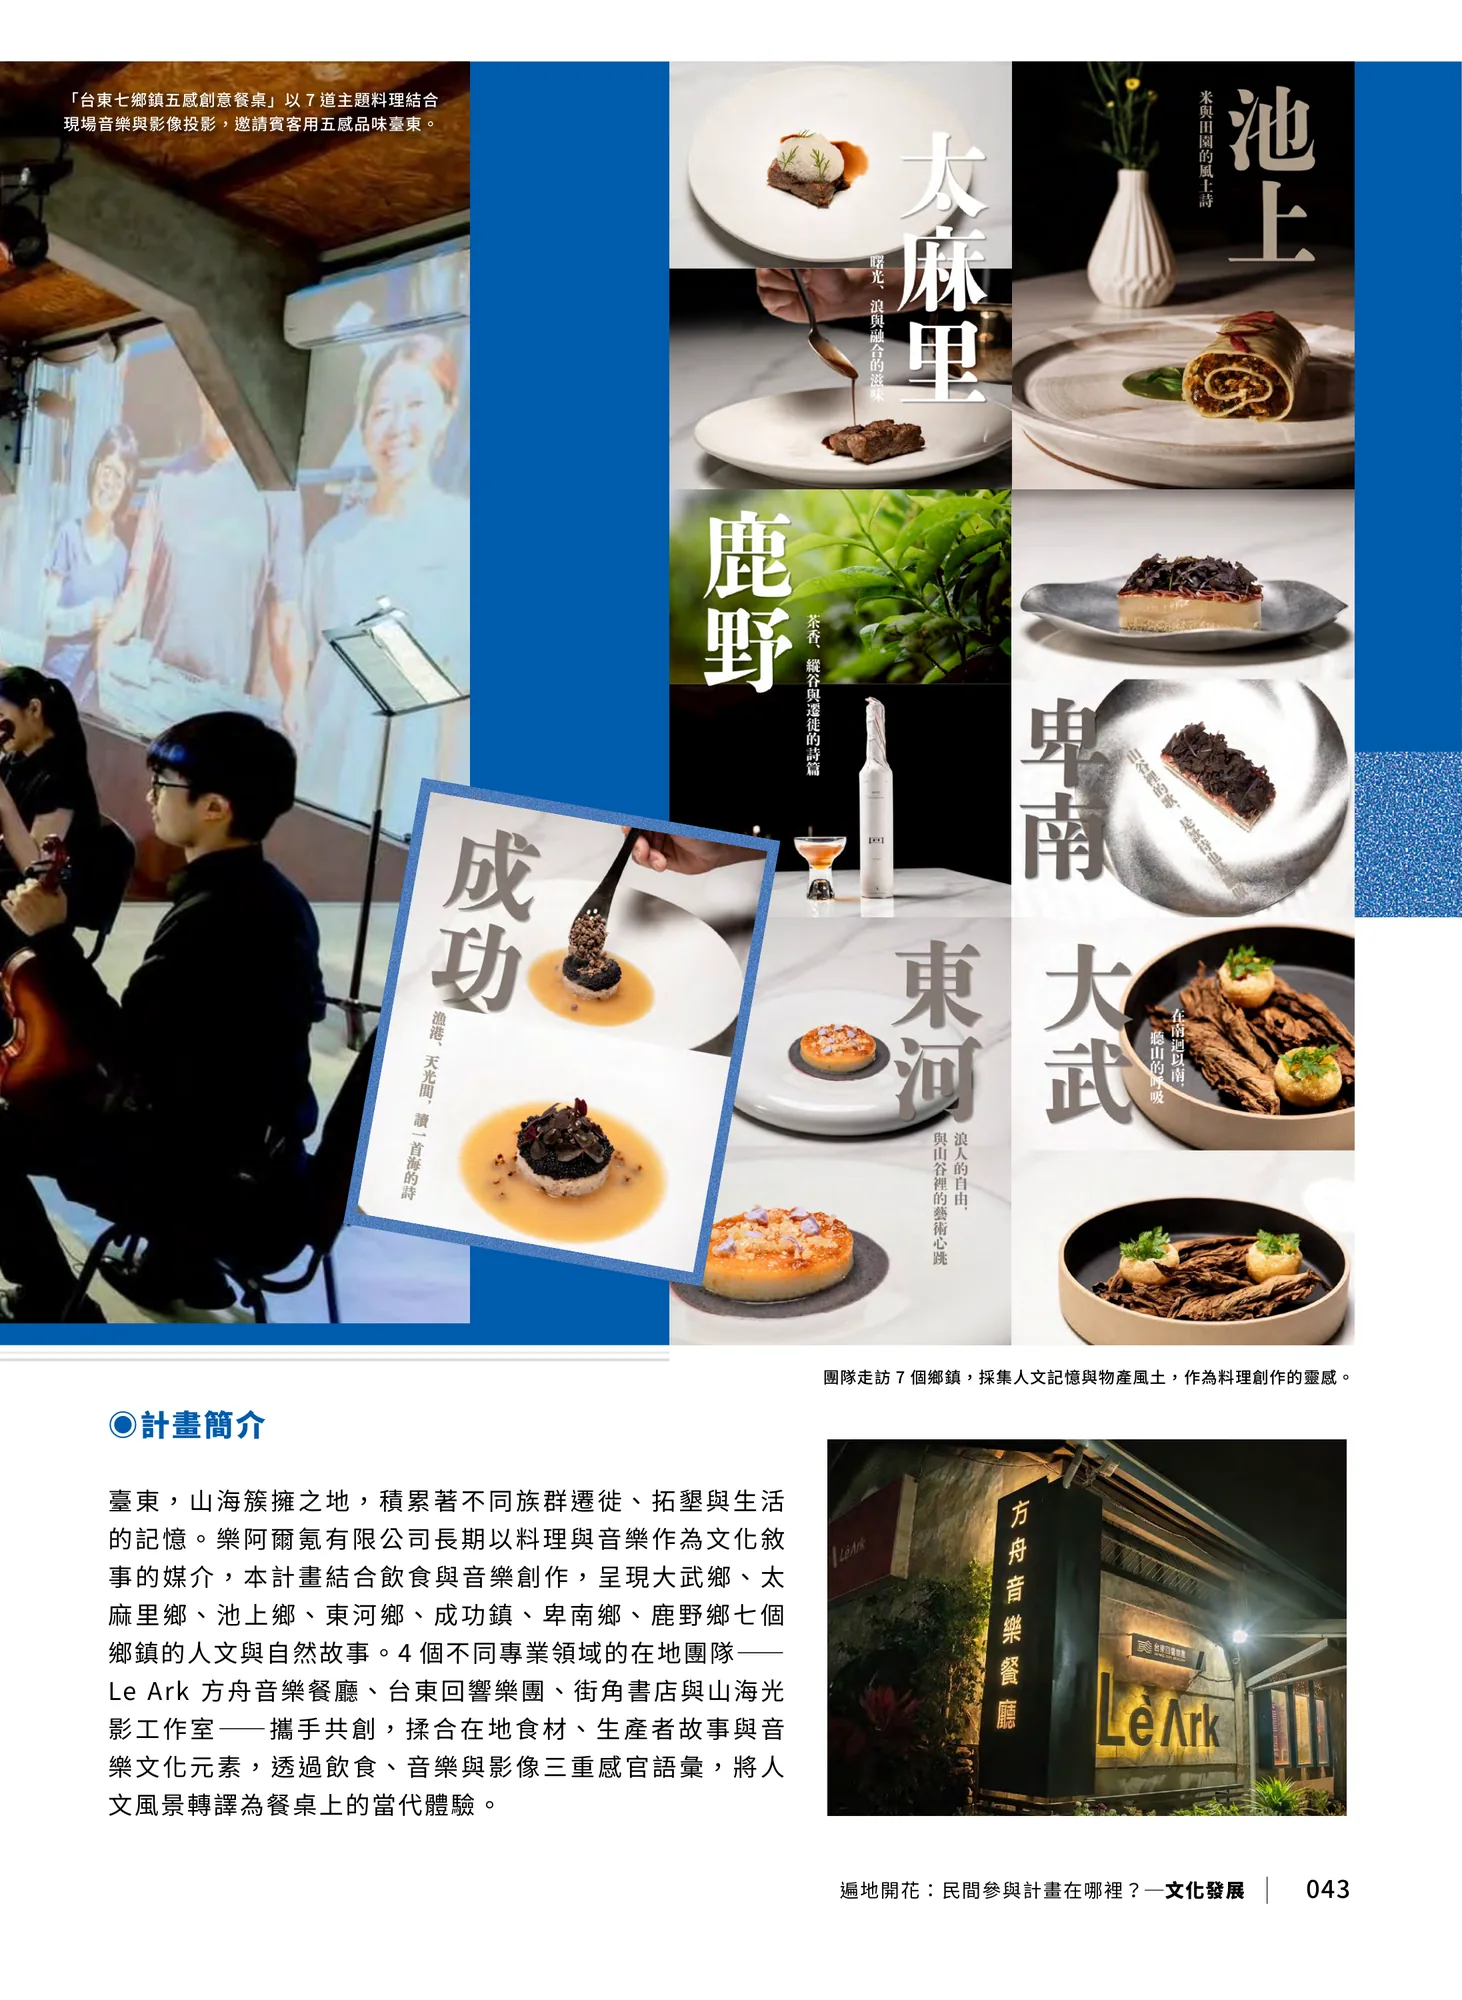 「台東七鄉鎮五感創意餐桌」以 7 道主題料理結合
現場音樂與影像投影，邀請賓客用五感品味臺東。
太麻里
曙光、浪與融合的滋味
池上
米與田園的風土詩
鹿野
茶香、縱谷與遷徙的詩篇
卑南
山谷裡的歌，
成功
漁港、天光間，讀一首海的詩
東河
浪人的自由，
與山谷裡的藝術心跳
大武
在南迴以南，
聽山的呼吸
團隊走訪 7 個鄉鎮，採集人文記憶與物產風土，作為料理創作的靈感。
◉計畫簡介
臺東，山海簇擁之地，積累著不同族群遷徙、拓墾與生活
的記憶。樂阿爾氪有限公司長期以料理與音樂作為文化敘
事的媒介，本計畫結合飲食與音樂創作，呈現大武鄉、太
麻里鄉、池上鄉、東河鄉、成功鎮、卑南鄉、鹿野鄉七個
鄉鎮的人文與自然故事。4 個不同專業領域的在地團隊——
Le Ark 方舟音樂餐廳、台東回響樂團、街角書店與山海光
影工作室——攜手共創，揉合在地食材、生產者故事與音
樂文化元素，透過飲食、音樂與影像三重感官語彙，將人
文風景轉譯為餐桌上的當代體驗。
LèArk
方舟音樂餐廳
台東回響樂團
LèArk
遍地開花：民間參與計畫在哪裡？—文化發展｜ 043